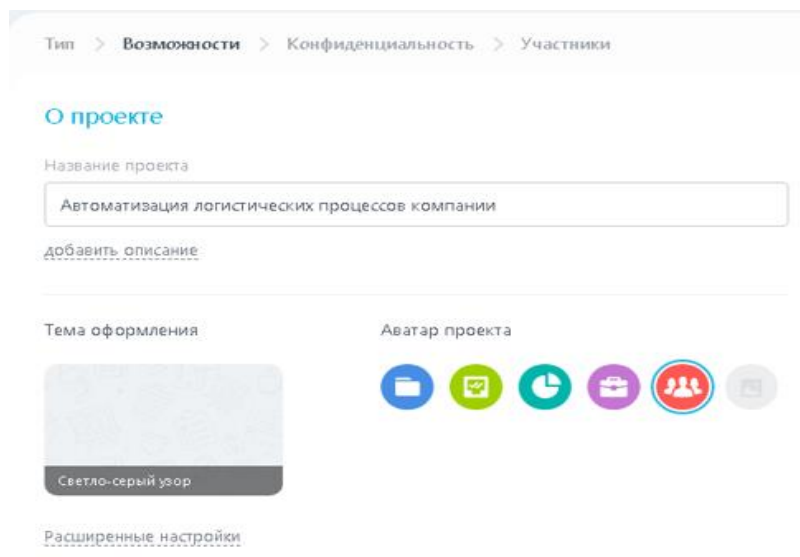 Тип > Возможности > Конфиденциальность > Участники
О проекте
Название проекта
Автоматизация логистических процессов компании
добавить описание
Тема оформления
Аватар проекта
Светло-серый узор
Расширенные настройки